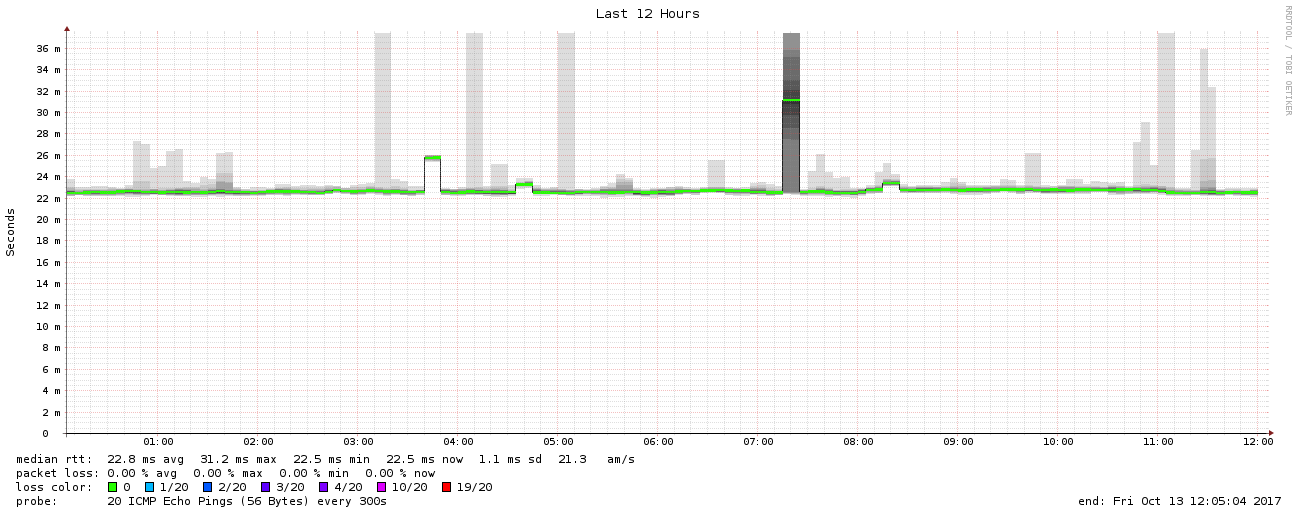 Last 12 Hours
RRDTOOL / TOBI OETIKER
Seconds
36 m
34 m
32 m
30 m
28 m
26 m
24 m
22 m
20 m
18 m
16 m
14 m
12 m
10 m
8 m
6 m
4 m
2 m
0
01:00 02:00 03:00 04:00 05:00 06:00 07:00 08:00 09:00 10:00 11:00 12:00
median rtt: 22.8 ms avg 31.2 ms max 22.5 ms min 22.5 ms now 1.1 ms sd 21.3 am/s
packet loss: 0.00 % avg 0.00 % max 0.00 % min 0.00 % now
loss color: 0 1/20 2/20 3/20 4/20 10/20 19/20
probe: 20 ICMP Echo Pings (56 Bytes) every 300s end: Fri Oct 13 12:05:04 2017